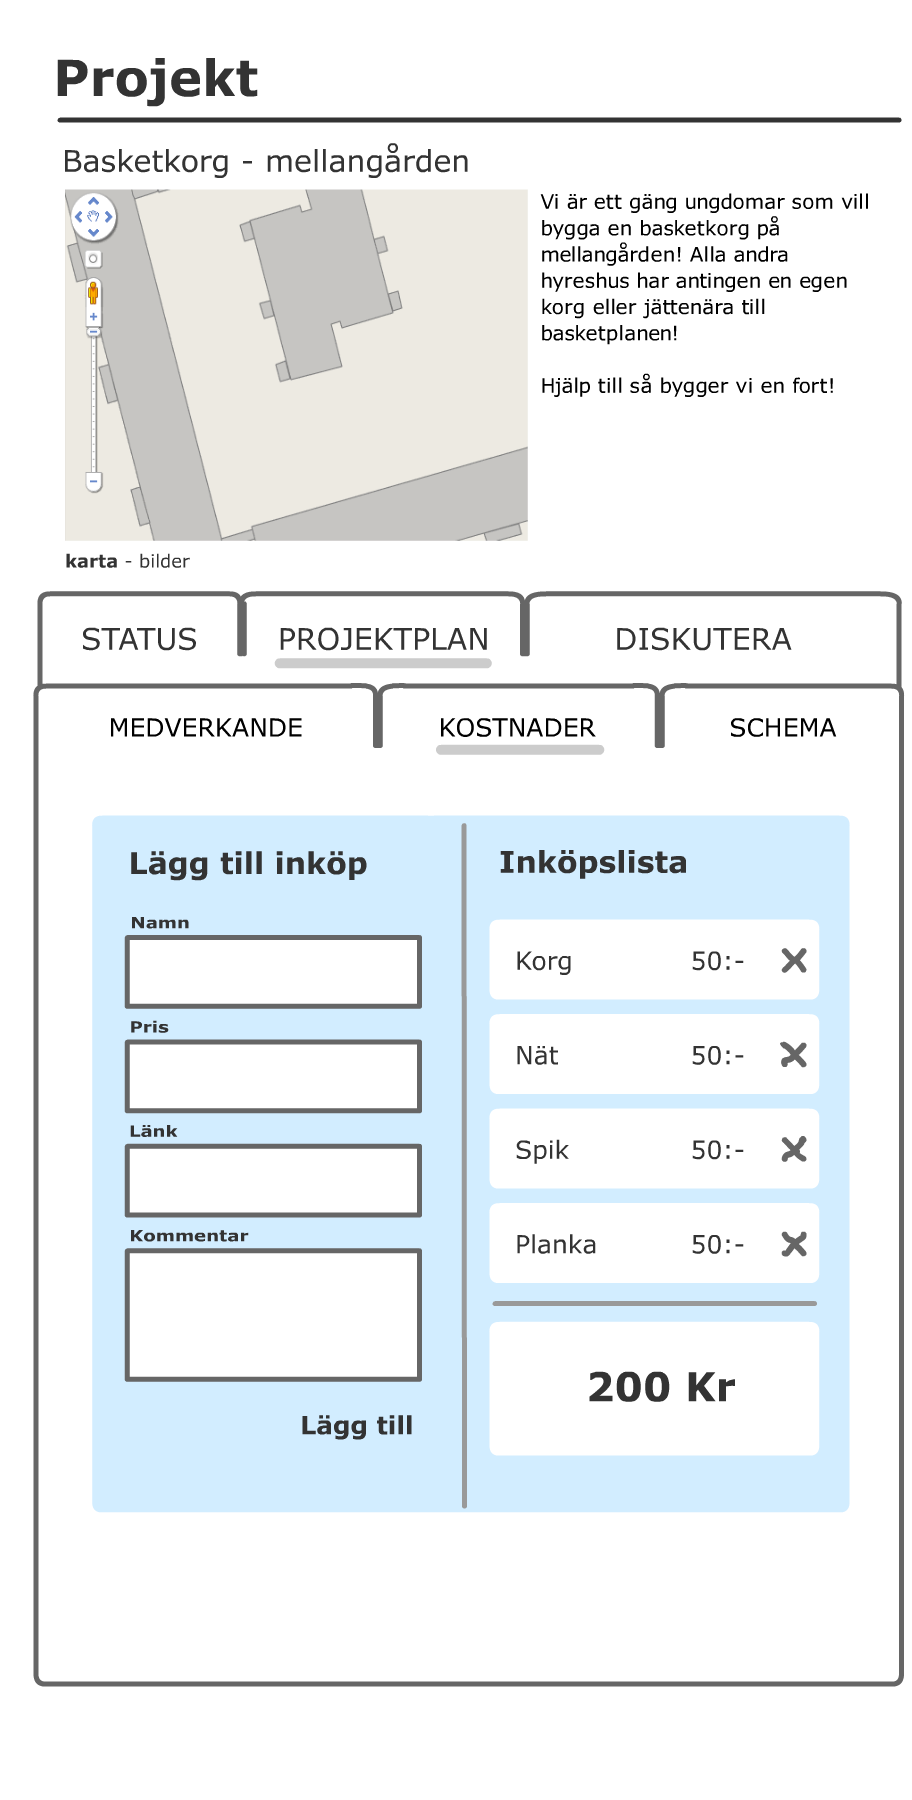 Projekt
Basketkorg - mellangården
Vi är ett gäng ungdomar som vill
bygga en basketkorg på
mellangården! Alla andra
hyreshus har antingen en egen
korg eller jättenära till
basketplanen!
Hjälp till så bygger vi en fort!
karta - bilder
STATUS
PROJEKTPLAN
DISKUTERA
MEDVERKANDE
KOSTNADER
SCHEMA
Lägg till inköp
Namn
Pris
Länk
Kommentar
Lägg till
Inköpslista
Korg 50:-
Nät 50:-
Spik 50:-
Planka 50:-
200 Kr